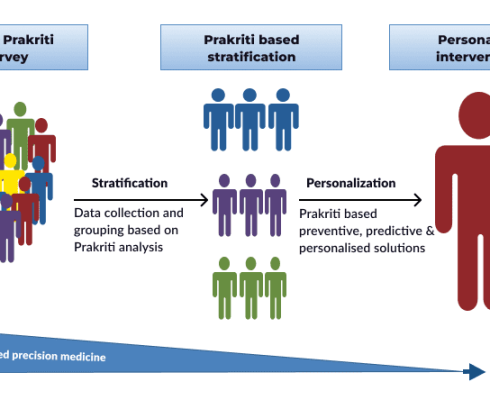 Prakriti
rvey
Prakriti based
stratification
Persona
interve
Stratification
Data collection and
grouping based on
Prakriti analysis
Personalization
Prakriti based
preventive, predictive &
personalised solutions
ed precision medicine